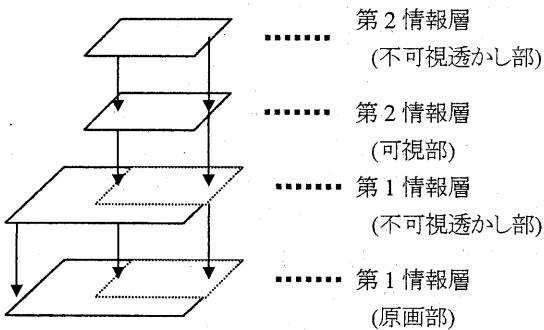 第2情報層
(不可視透かし部)
第2情報層
(可視部)
第1情報層
(不可視透かし部)
第1情報層
(原画部)